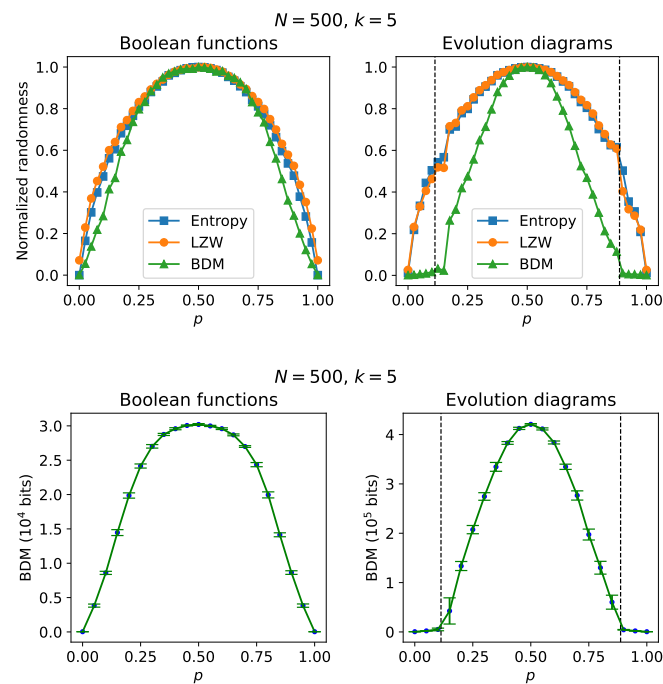 N = 500, k = 5
Boolean functions
Evolution diagrams
Normalized randomness
1.0
0.8
0.6
0.4
0.2
0.0
Entropy
LZW
BDM
0.00 0.25 0.50 0.75 1.00
p
1.0
0.8
0.6
0.4
0.2
0.0
Entropy
LZW
BDM
0.00 0.25 0.50 0.75 1.00
p
N = 500, k = 5
Boolean functions
Evolution diagrams
BDM (10⁴ bits)
3.0
2.5
2.0
1.5
1.0
0.5
0.0
0.00 0.25 0.50 0.75 1.00
p
BDM (10⁵ bits)
4
3
2
1
0
0.00 0.25 0.50 0.75 1.00
p